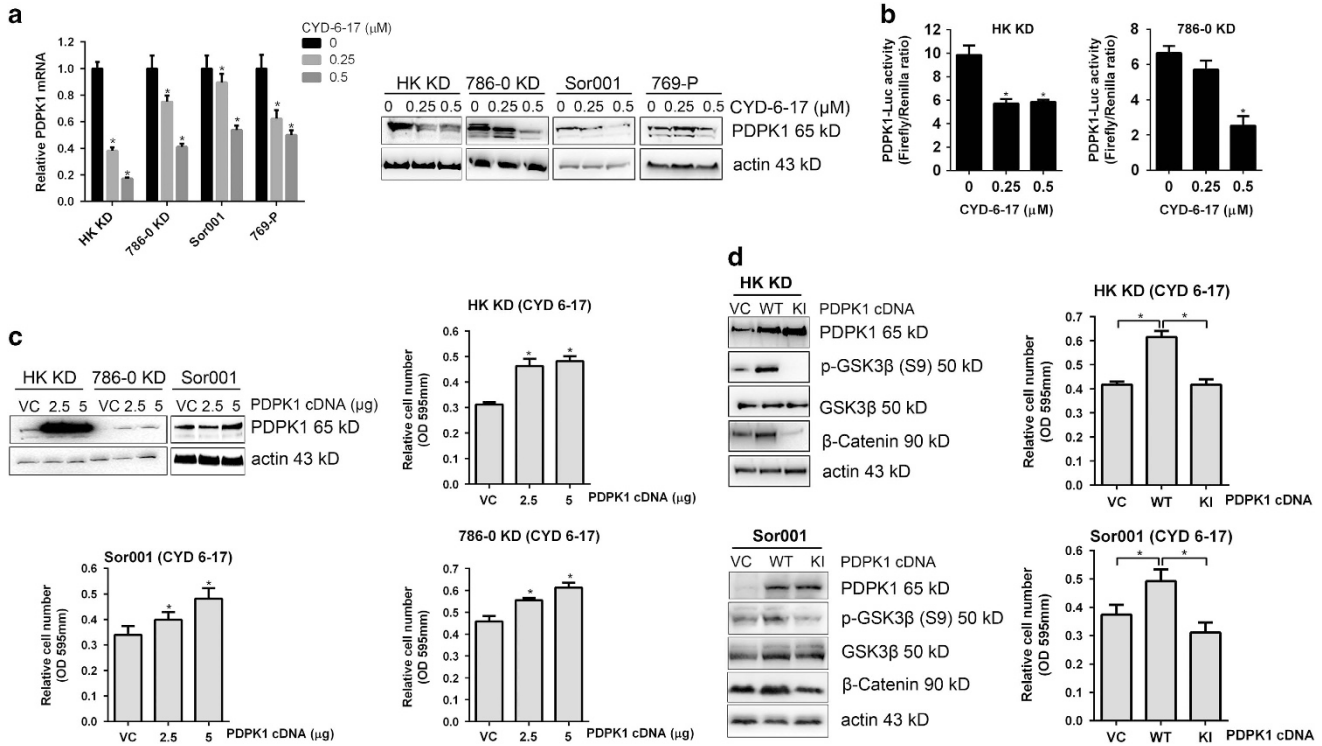 a
CYD-6-17 (μM)
0
0.25
0.5
Relative PDPK1 mRNA
1.2
1.0
0.8
0.6
0.4
0.2
0.0
* * * * * * * *
HK KD 786-0 KD Sor001 769-P
HK KD 786-0 KD Sor001 769-P
0 0.25 0.5 0 0.25 0.5 0 0.25 0.5 0 0.25 0.5 CYD-6-17 (μM)
PDPK1 65 kD
actin 43 kD
b
HK KD
PDPK1-Luc activity
(Firefly/Renilla ratio)
12
10
8
6
4
2
0
* *
0 0.25 0.5
CYD-6-17 (μM)
786-0 KD
PDPK1-Luc activity
(Firefly/Renilla ratio)
8
6
4
2
0
*
0 0.25 0.5
CYD-6-17 (μM)
c
HK KD 786-0 KD Sor001
VC 2.5 5 VC 2.5 5 VC 2.5 5 PDPK1 cDNA (μg)
PDPK1 65 kD
actin 43 kD
HK KD (CYD 6-17)
Relative cell number
(OD 595mm)
0.6
0.5
0.4
0.3
0.2
0.1
0.0
* *
VC 2.5 5 PDPK1 cDNA (μg)
Sor001 (CYD 6-17)
Relative cell number
(OD 595mm)
0.6
0.5
0.4
0.3
0.2
0.1
0.0
* *
VC 2.5 5 PDPK1 cDNA (μg)
786-0 KD (CYD 6-17)
Relative cell number
(OD 595mm)
0.7
0.6
0.5
0.4
0.3
0.2
0.1
0.0
* *
VC 2.5 5 PDPK1 cDNA (μg)
d
HK KD
VC WT KI PDPK1 cDNA
PDPK1 65 kD
p-GSK3β (S9) 50 kD
GSK3β 50 kD
β-Catenin 90 kD
actin 43 kD
HK KD (CYD 6-17)
Relative cell number
(OD 595mm)
0.7
0.6
0.5
0.4
0.3
0.2
0.1
0.0
* *
VC WT KI PDPK1 cDNA
Sor001
VC WT KI PDPK1 cDNA
PDPK1 65 kD
p-GSK3β (S9) 50 kD
GSK3β 50 kD
β-Catenin 90 kD
actin 43 kD
Sor001 (CYD 6-17)
Relative cell number
(OD 595mm)
0.6
0.5
0.4
0.3
0.2
0.1
0.0
* *
VC WT KI PDPK1 cDNA